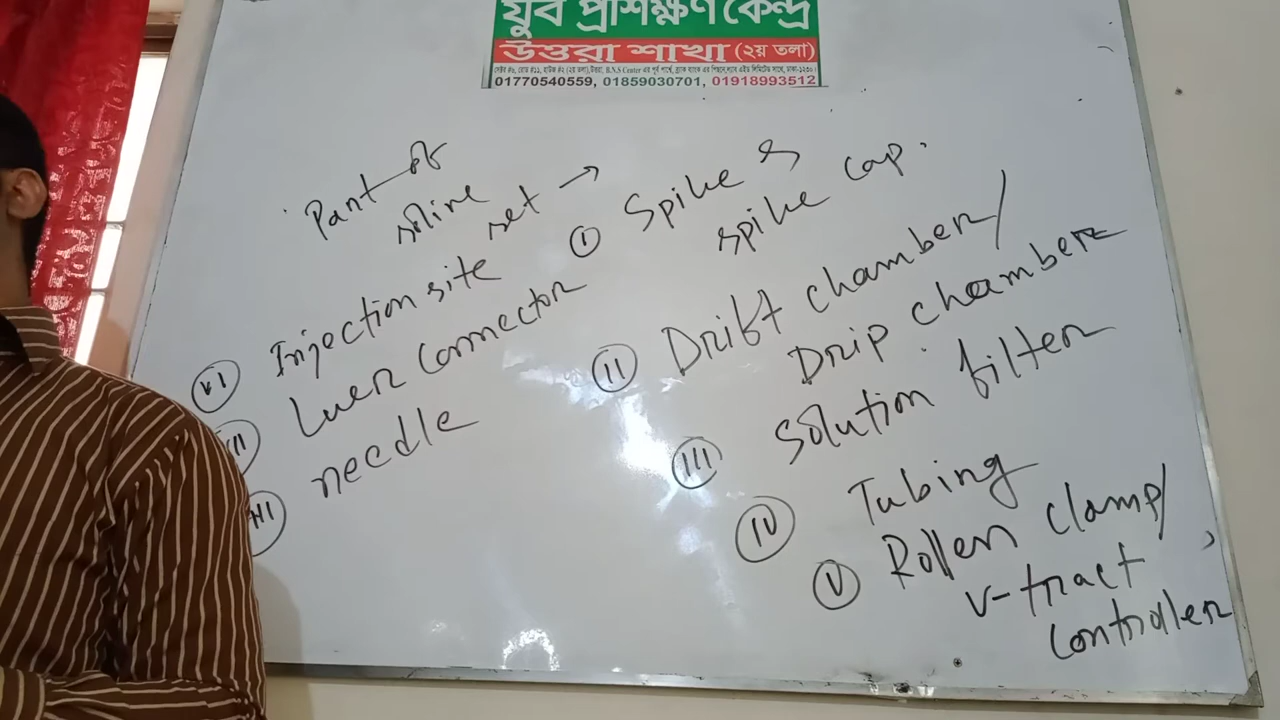 যুব প্রশিক্ষণ কেন্দ্র
উত্তরা শাখা (২য় তলা)
01770540559, 01859030701, 01918993512
Part of
saline
set →
(I) Spike &
spike cap.
(II) Drift chamber/
Drip chamber
(III) solution filter
(IV) Tubing
(V) Roller clamp/
v-tract
controller
(VI) Injection site
(VII) Luer connector
(VIII) needle